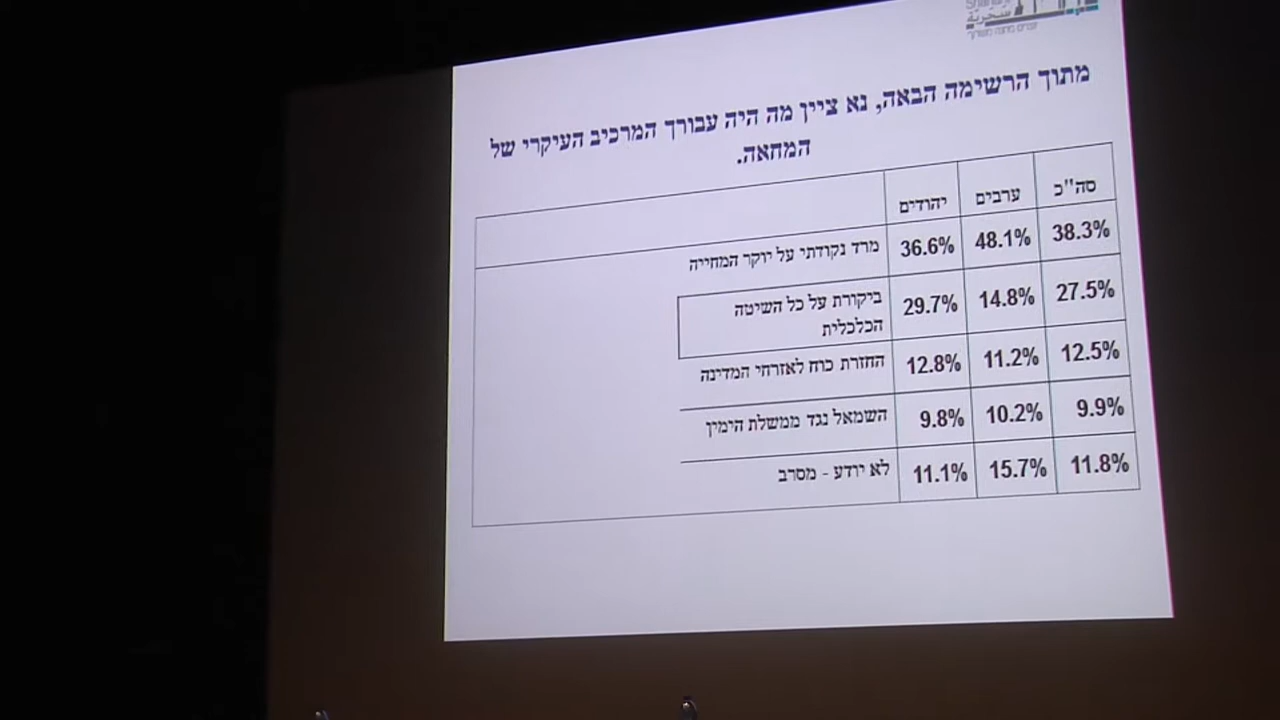 سنجرية
מתוך הרשימה הבאה, נא ציין מה היה עבורך המרכיב העיקרי של
המחאה.
סה"כ ערבים יהודים
38.3% 48.1% 36.6% מרד נקודתי על יוקר המחייה
27.5% 14.8% 29.7% ביקורת על כל השיטה
הכלכלית
12.5% 11.2% 12.8% החזרת כוח לאזרחי המדינה
9.9% 10.2% 9.8% השמאל נגד ממשלת הימין
11.8% 15.7% 11.1% לא יודע - מסרב